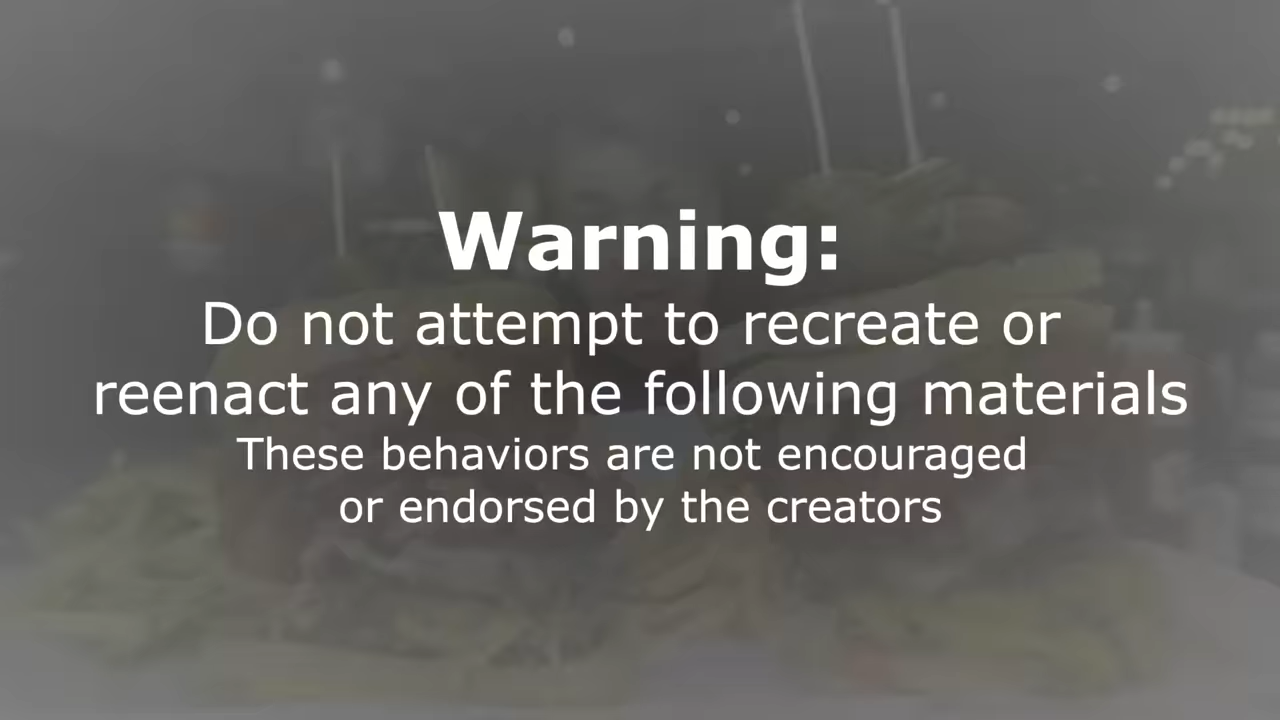 Warning:
Do not attempt to recreate or
reenact any of the following materials
These behaviors are not encouraged
or endorsed by the creators